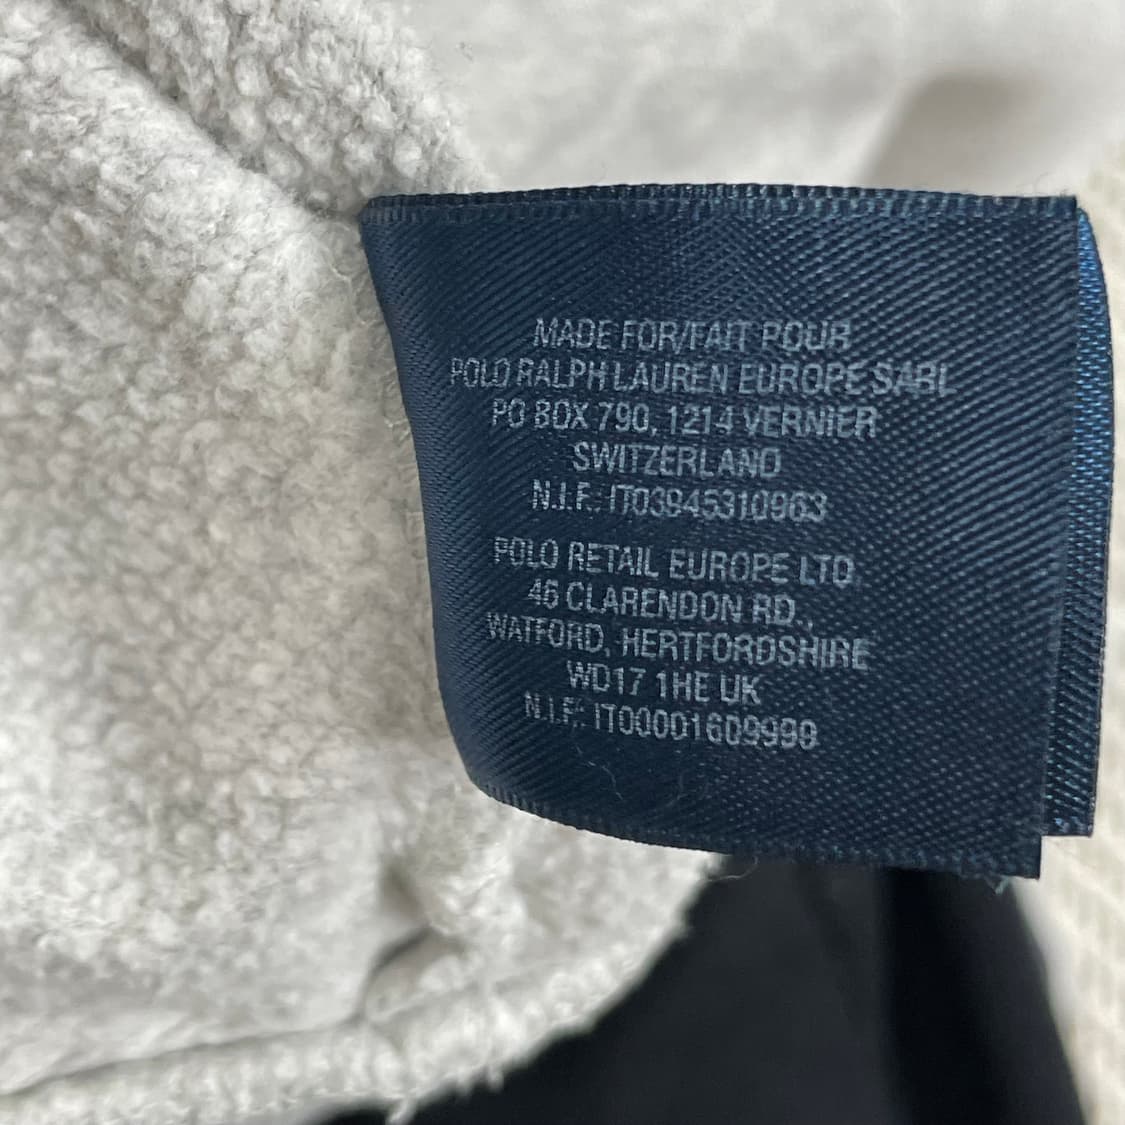 MADE FOR/FAIT POUR
POLO RALPH LAUREN EUROPE SARL
PO BOX 790, 1214 VERNIER
SWITZERLAND
N.I.F.: IT03945310963
POLO RETAIL EUROPE LTD.
46 CLARENDON RD.,
WATFORD, HERTFORDSHIRE
WD17 1HE UK
N.I.F.: IT00001609999